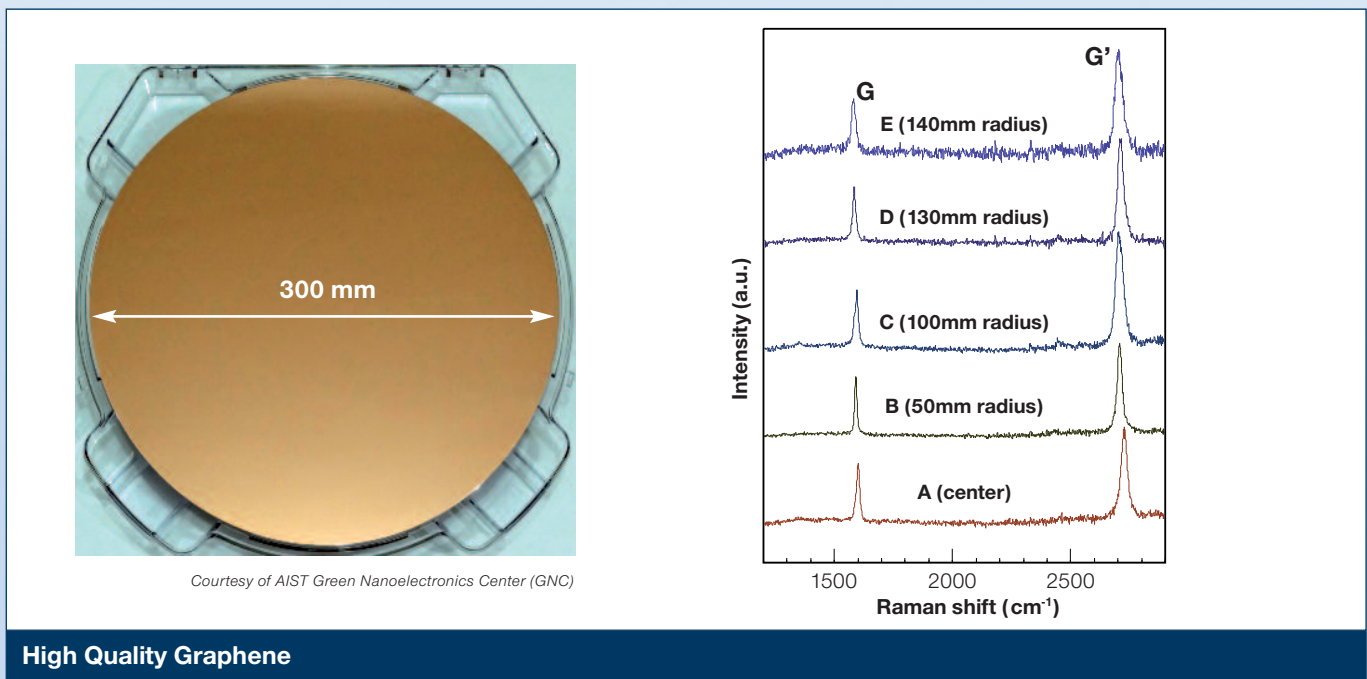 300 mm
Courtesy of AIST Green Nanoelectronics Center (GNC)
G
G’
E (140mm radius)
D (130mm radius)
C (100mm radius)
B (50mm radius)
A (center)
Intensity (a.u.)
1500 2000 2500
Raman shift (cm⁻¹)
High Quality Graphene